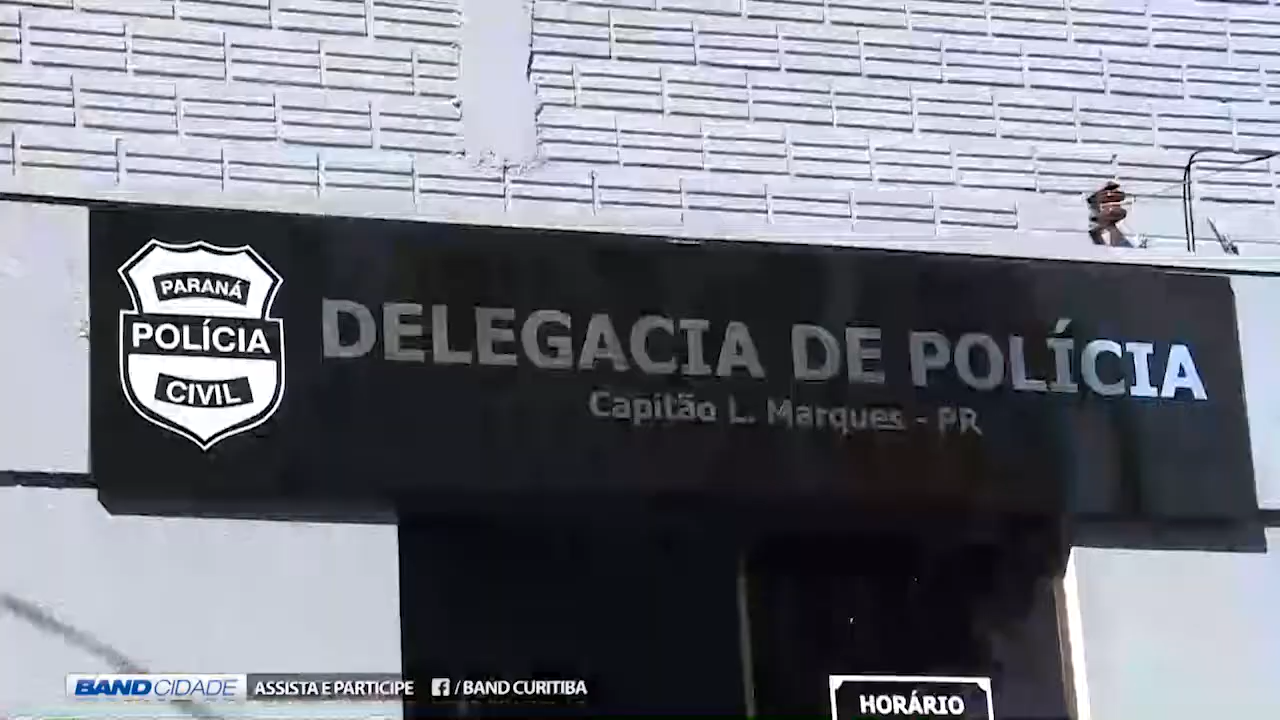 PARANÁ
POLÍCIA
CIVIL
DELEGACIA DE POLÍCIA
Capitão L. Marques - PR
HORÁRIO
BAND CIDADE ASSISTA E PARTICIPE f / BAND CURITIBA